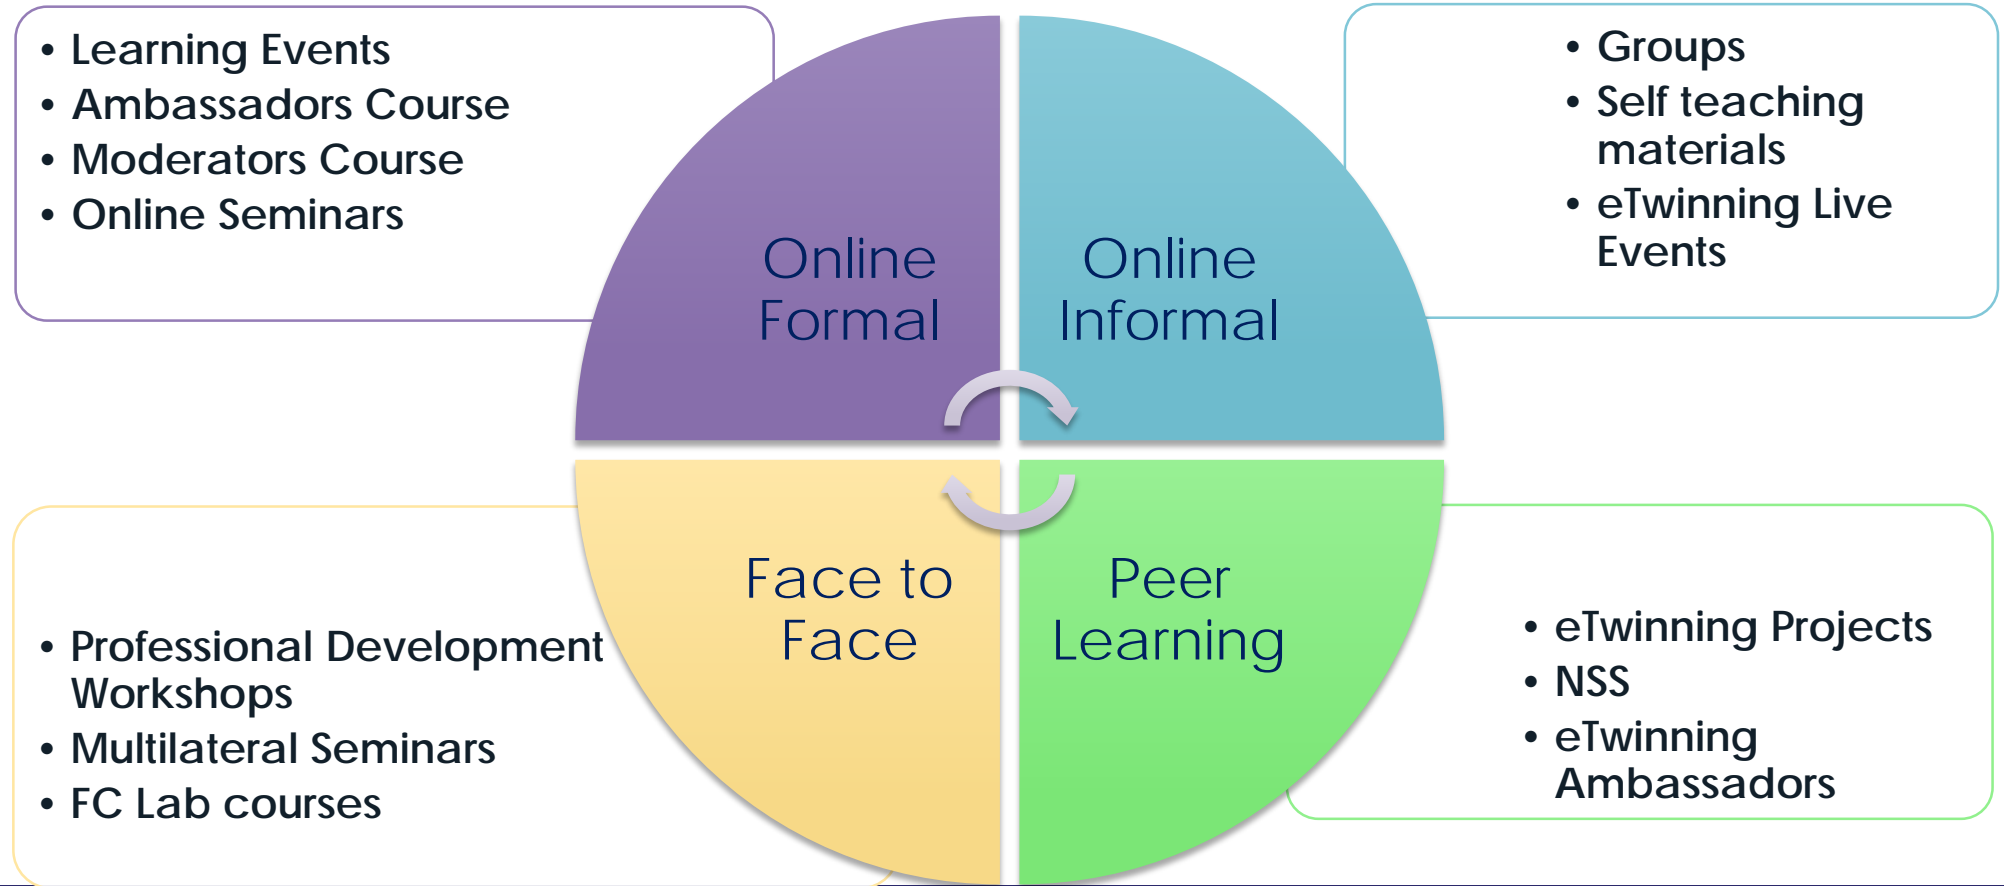 • Learning Events
• Ambassadors Course
• Moderators Course
• Online Seminars
Online
Formal
Online
Informal
• Groups
• Self teaching
materials
• eTwinning Live
Events
Face to
Face
Peer
Learning
• Professional Development
Workshops
• Multilateral Seminars
• FC Lab courses
• eTwinning Projects
• NSS
• eTwinning
Ambassadors